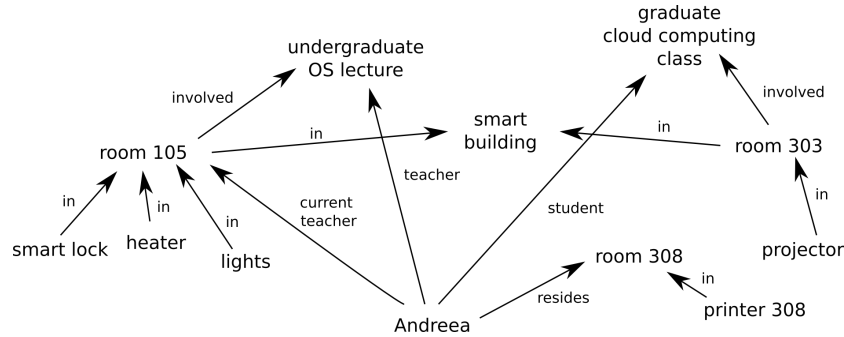 graduate
cloud computing
class
undergraduate
OS lecture
involved
involved
smart
building
in
in
room 105
room 303
teacher
in
in
in
current
teacher
student
in
smart lock
heater
lights
room 308
projector
resides
in
printer 308
Andreea